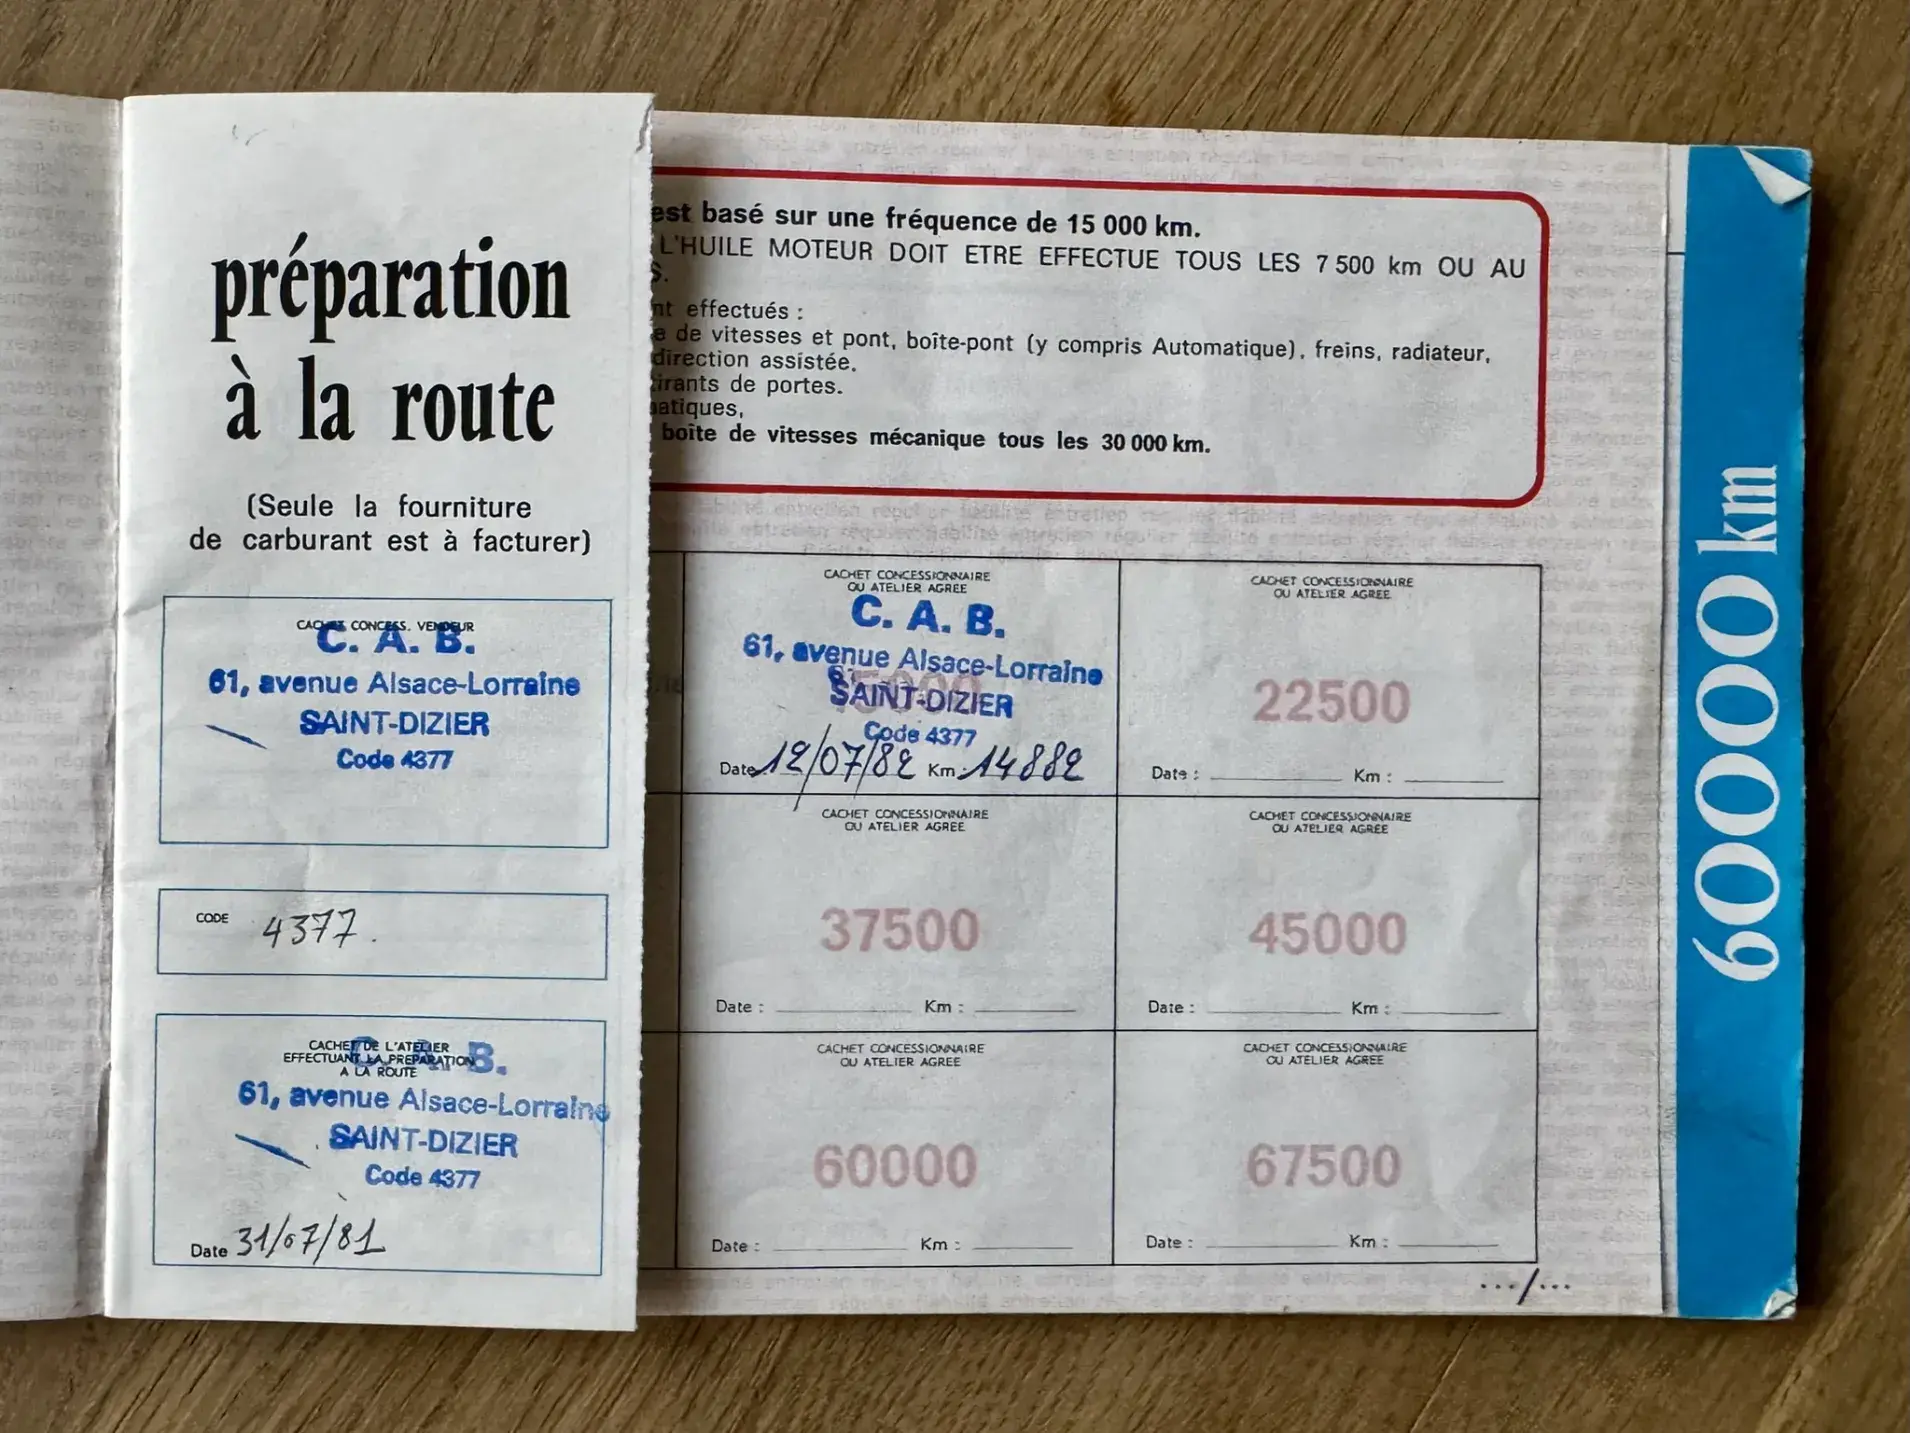 préparation
à la route
(Seule la fourniture
de carburant est à facturer)
CACHET CONCESS. VENDEUR
C. A. B.
61, avenue Alsace-Lorraine
SAINT-DIZIER
Code 4377
CODE 4377.
CACHET DE L'ATELIER
EFFECTUANT LA PREPARATION
A LA ROUTE
C. A. B.
61, avenue Alsace-Lorraine
SAINT-DIZIER
Code 4377
Date 31/07/81
est basé sur une fréquence de 15 000 km.
L'HUILE MOTEUR DOIT ETRE EFFECTUE TOUS LES 7 500 km OU AU
effectués :
de vitesses et pont, boîte-pont (y compris Automatique), freins, radiateur,
direction assistée.
tirants de portes.
boîte de vitesses mécanique tous les 30 000 km.
CACHET CONCESSIONNAIRE
OU ATELIER AGREE
C. A. B.
61, avenue Alsace-Lorraine
SAINT-DIZIER
Code 4377
Date 12/07/82 Km 14882
CACHET CONCESSIONNAIRE
OU ATELIER AGREE
22500
Date : Km :
CACHET CONCESSIONNAIRE
OU ATELIER AGREE
37500
Date : Km :
CACHET CONCESSIONNAIRE
OU ATELIER AGREE
45000
Date : Km :
CACHET CONCESSIONNAIRE
OU ATELIER AGREE
60000
Date : Km :
CACHET CONCESSIONNAIRE
OU ATELIER AGREE
67500
Date : Km :
.../...
60000 km